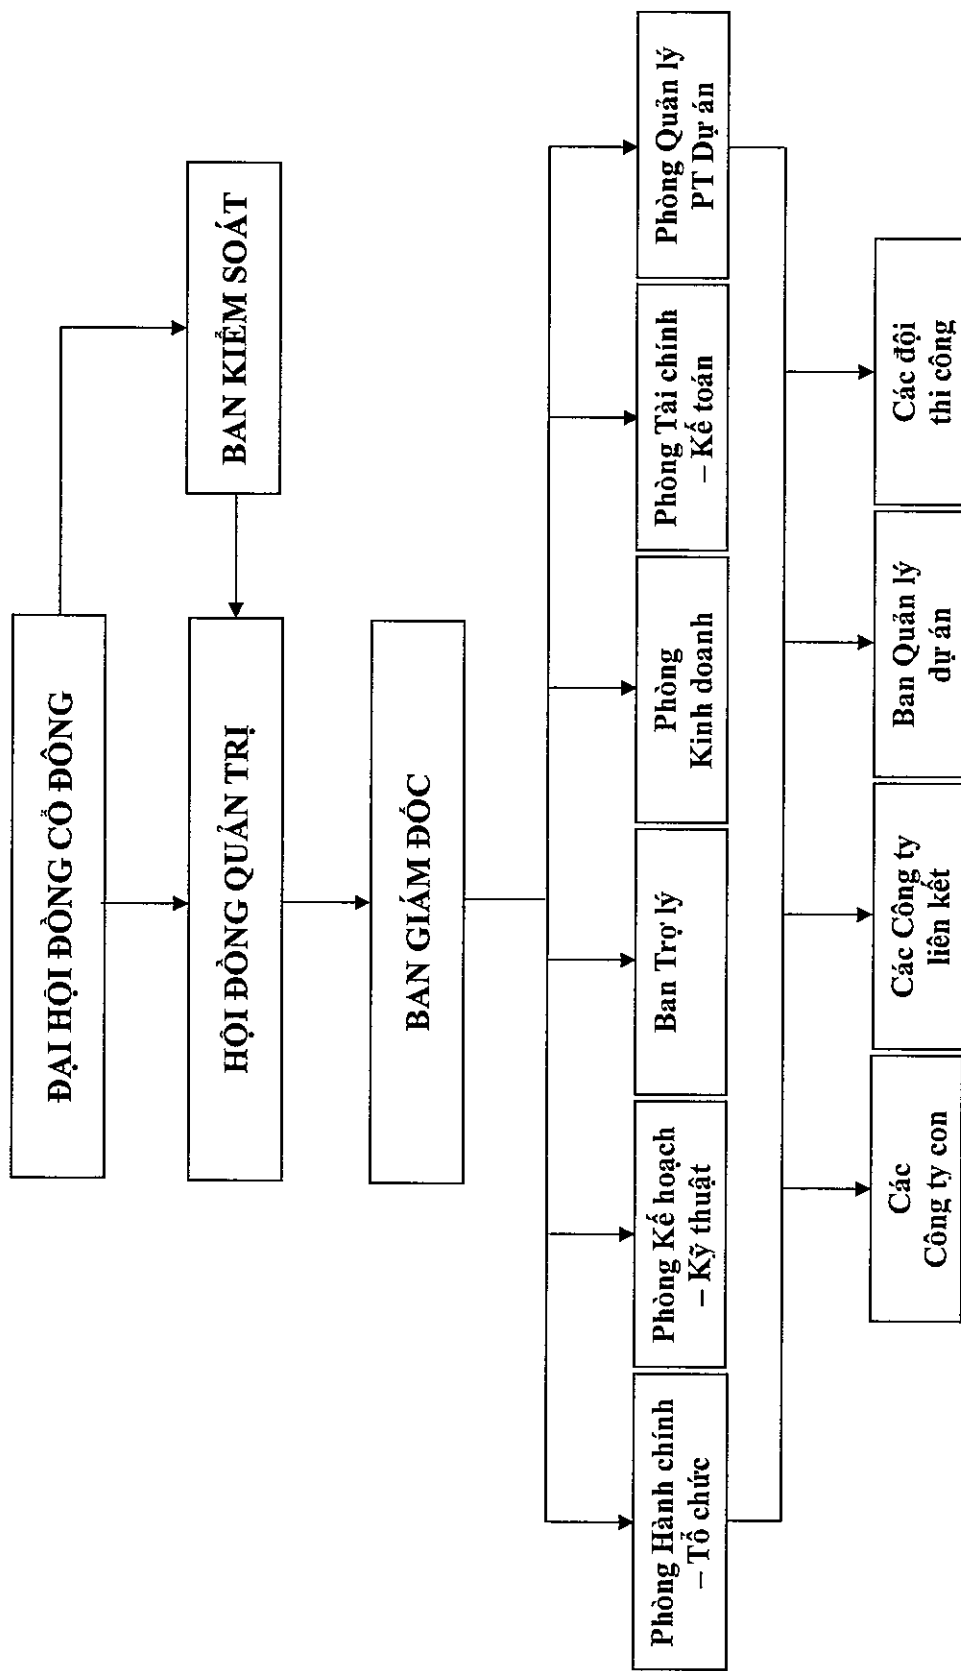 ĐẠI HỘI ĐỒNG CỔ ĐÔNG
BAN KIỂM SOÁT
HỘI ĐỒNG QUẢN TRỊ
BAN GIÁM ĐỐC
Phòng Hành chính
– Tổ chức
Phòng Kế hoạch
– Kỹ thuật
Ban Trợ lý
Phòng
Kinh doanh
Phòng Tài chính
– Kế toán
Phòng Quản lý
PT Dự án
Các
Công ty con
Các Công ty
liên kết
Ban Quản lý
dự án
Các đội
thi công